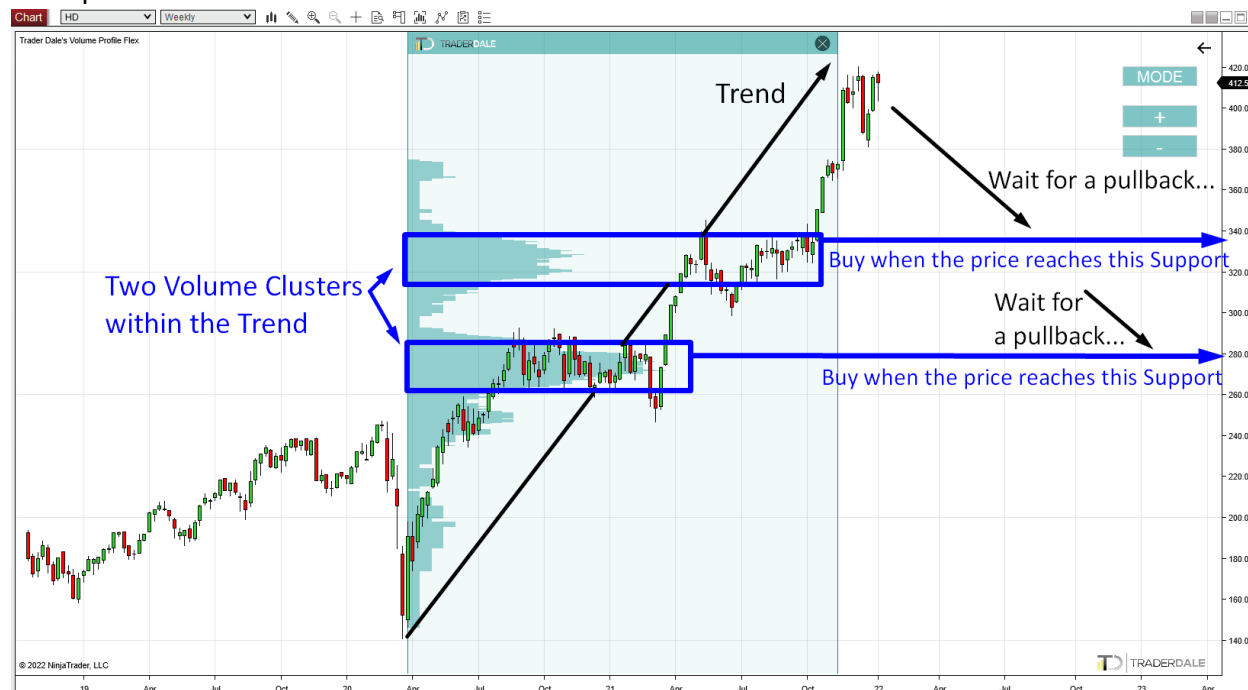 Chart HD Weekly
Trader Dale's Volume Profile Flex
TRADERDALE
MODE
+
-
420.0
412.5
400.0
380.0
360.0
340.0
320.0
300.0
280.0
260.0
240.0
220.0
200.0
180.0
160.0
140.0
Trend
Wait for a pullback...
Buy when the price reaches this Support
Two Volume Clusters
within the Trend
Wait for
a pullback...
Buy when the price reaches this Support
© 2022 NinjaTrader, LLC
TRADERDALE
19 Apr Jul Oct 20 Apr Jul Oct 21 Apr Jul Oct 22 Apr Jul Oct 23 Apr